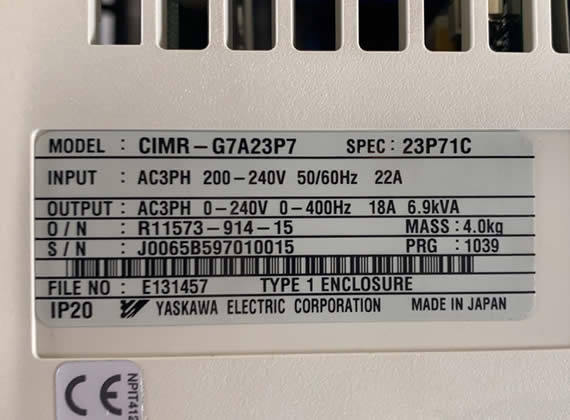 MODEL : CIMR-G7A23P7 SPEC: 23P71C
INPUT : AC3PH 200-240V 50/60Hz 22A
OUTPUT : AC3PH 0-240V 0-400Hz 18A 6.9kVA
O / N : R11573-914-15 MASS: 4.0kg
S / N : J0065B597010015 PRG : 1039
FILE NO : E131457 TYPE 1 ENCLOSURE
IP20 YASKAWA ELECTRIC CORPORATION MADE IN JAPAN
CE